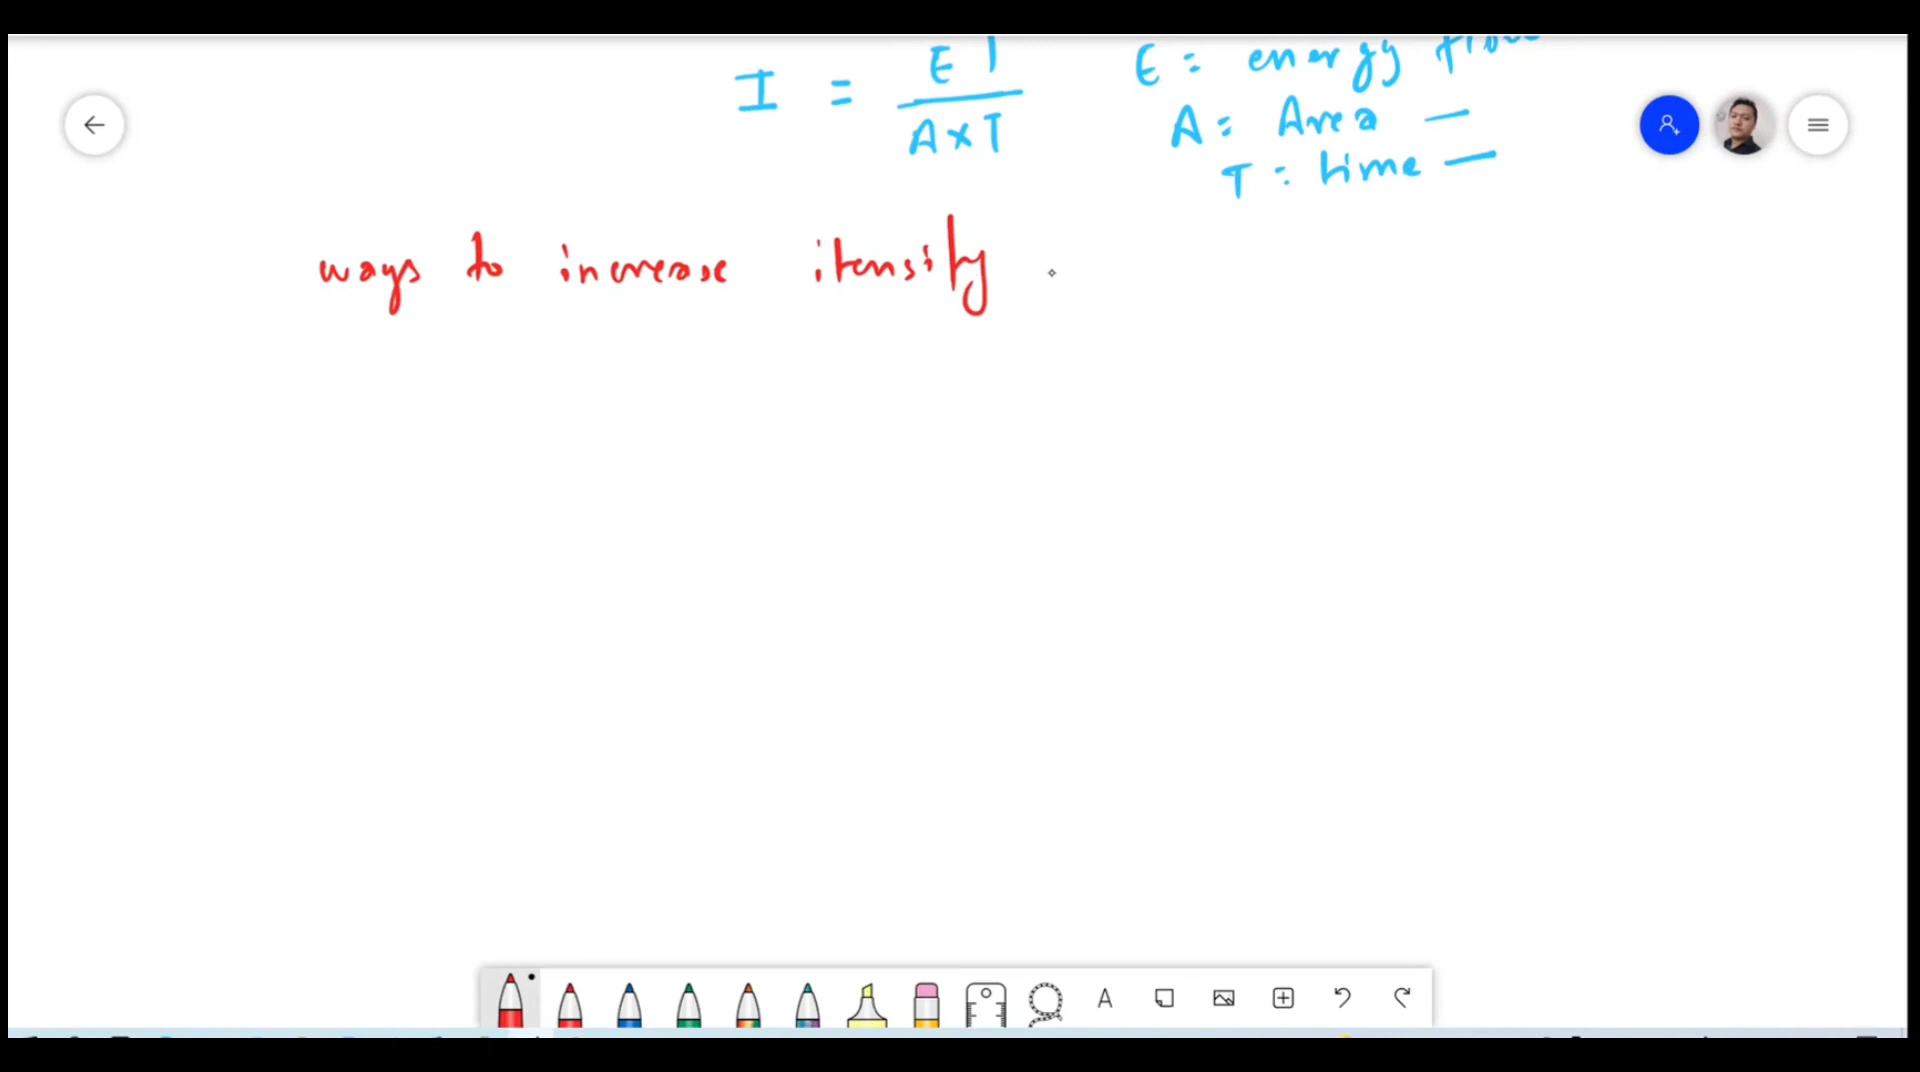 I = E / A x T
E = energy
A = Area —
T = time —
ways to increase itensity
A